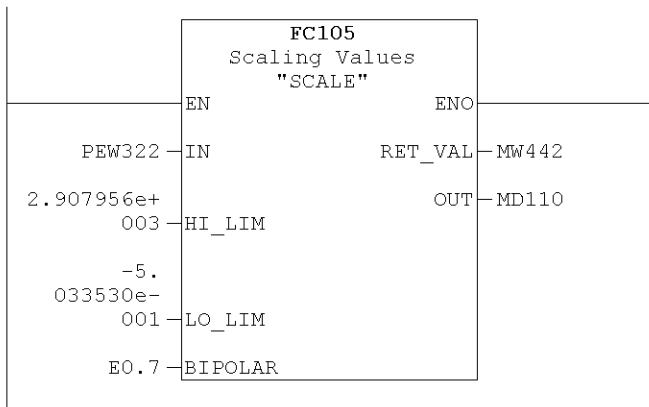 FC105
Scaling Values
"SCALE"
EN ENO
PEW322 IN RET_VAL MW442
2.907956e+ OUT MD110
003 HI_LIM
-5.
033530e-
001 LO_LIM
E0.7 BIPOLAR